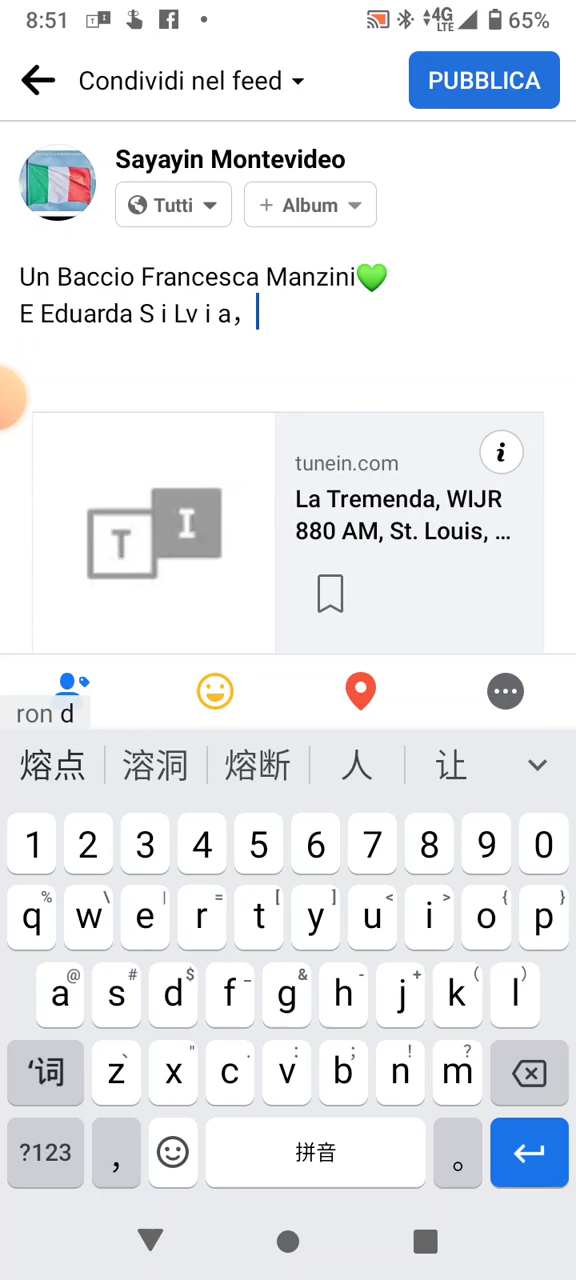 8:51 65%
4G
LTE
Condividi nel feed
PUBBLICA
Sayayin Montevideo
Tutti
+ Album
Un Baccio Francesca Manzini💚
E Eduarda S i Lv i a，
tunein.com
i
T I
La Tremenda, WIJR
880 AM, St. Louis, ...
ron d
熔点 溶洞 熔断 人 让
1 2 3 4 5 6 7 8 9 0
% \ | = [ ] < > { }
q w e r t y u i o p
@ # $ _ & - + ( )
a s d f g h j k l
` " · : ; ! ?
'词 z x c v b n m
?123 ， 拼音 。